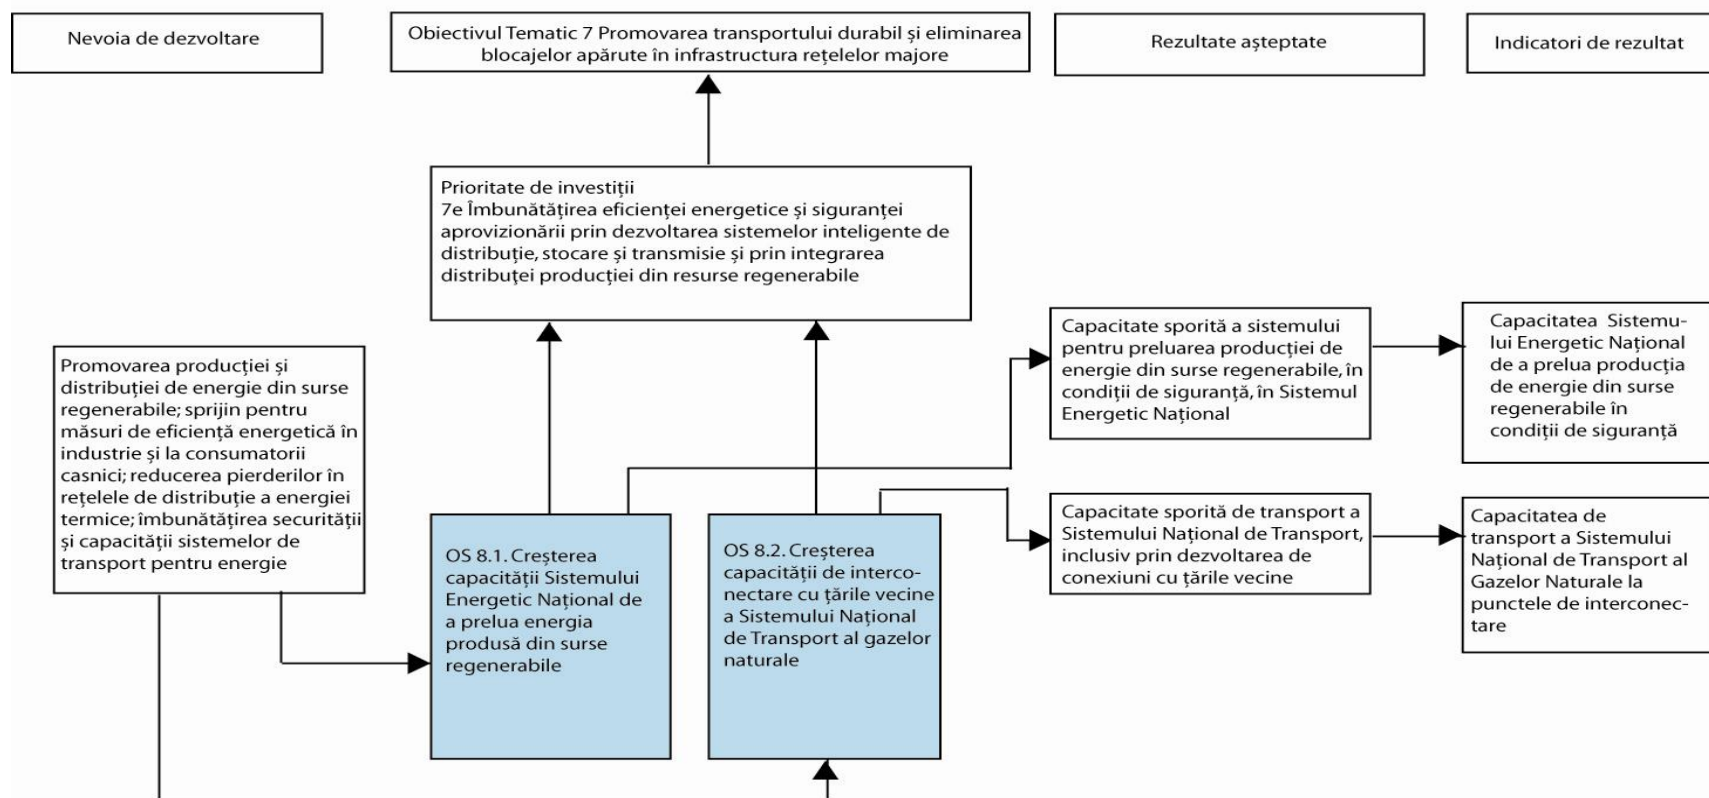 Nevoia de dezvoltare
Obiectivul Tematic 7 Promovarea transportului durabil și eliminarea
blocajelor apărute în infrastructura rețelelor majore
Rezultate așteptate
Indicatori de rezultat
Prioritate de investiții
7e Îmbunătățirea eficienței energetice și siguranței
aprovizionării prin dezvoltarea sistemelor inteligente de
distribuție, stocare și transmisie și prin integrarea
distribuţei producției din resurse regenerabile
Promovarea producției și
distribuției de energie din surse
regenerabile; sprijin pentru
măsuri de eficiență energetică în
industrie și la consumatorii
casnici; reducerea pierderilor în
rețelele de distribuție a energiei
termice; îmbunătățirea securității
și capacității sistemelor de
transport pentru energie
OS 8.1. Creșterea
capacității Sistemului
Energetic Național de
a prelua energia
produsă din surse
regenerabile
OS 8.2. Creșterea
capacității de interco-
nectare cu țările vecine
a Sistemului Național
de Transport al gazelor
naturale
Capacitate sporită a sistemului
pentru preluarea producției de
energie din surse regenerabile, în
condiții de siguranță, în Sistemul
Energetic Național
Capacitate sporită de transport a
Sistemului Național de Transport,
inclusiv prin dezvoltarea de
conexiuni cu țările vecine
Capacitatea Sistemu-
lui Energetic Național
de a prelua producția
de energie din surse
regenerabile în
condiții de siguranță
Capacitatea de
transport a Sistemului
Național de Transport al
Gazelor Naturale la
punctele de interconec-
tare